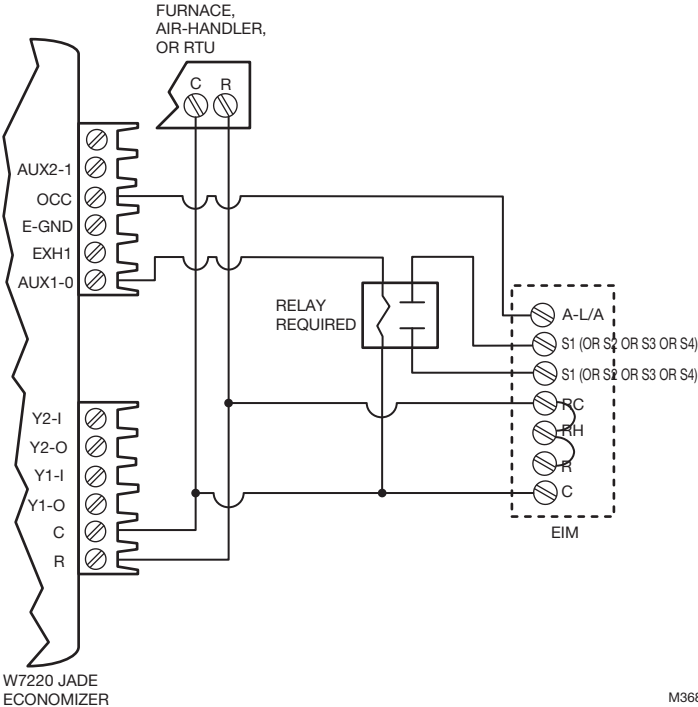 FURNACE,
AIR-HANDLER,
OR RTU
C R
AUX2-1
OCC
E-GND
EXH1
AUX1-0
RELAY
REQUIRED
A-L/A
S1 (OR S2 OR S3 OR S4)
S1 (OR S2 OR S3 OR S4)
RC
RH
R
C
EIM
Y2-I
Y2-O
Y1-I
Y1-O
C
R
W7220 JADE
ECONOMIZER
M368